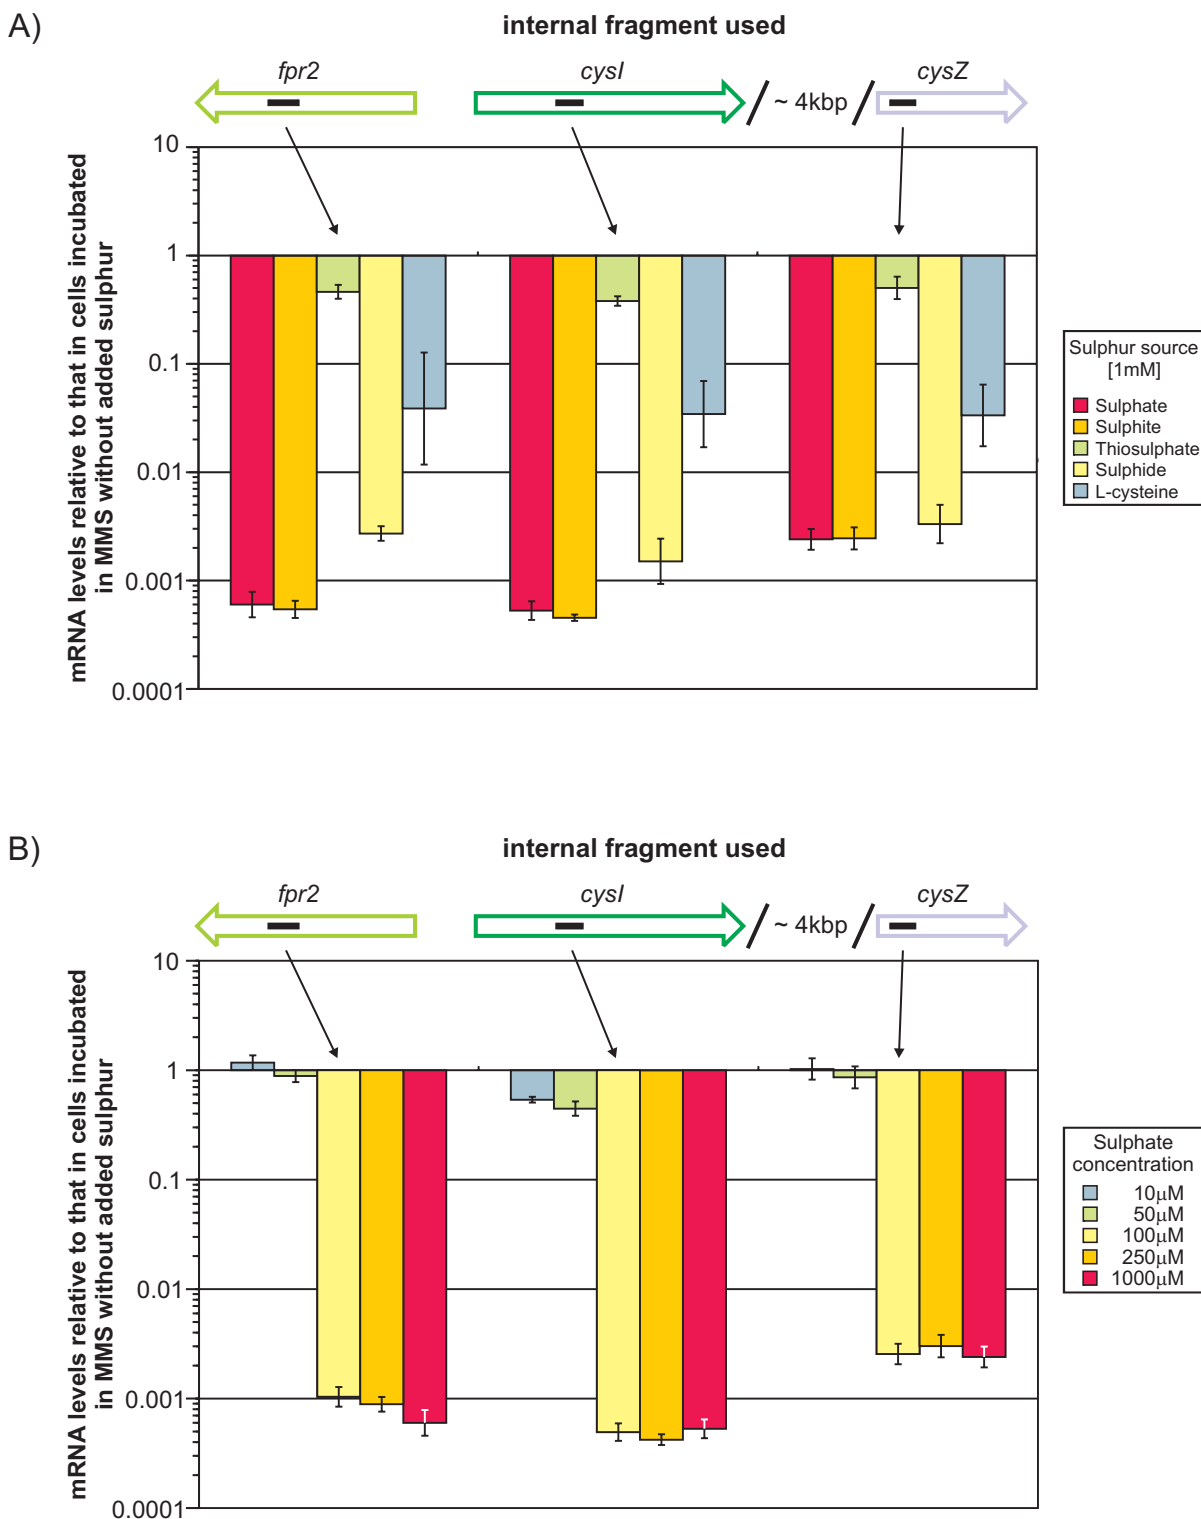 A)
internal fragment used
fpr2
cysI
cysZ
~ 4kbp
mRNA levels relative to that in cells incubated
in MMS without added sulphur
10
1
0.1
0.01
0.001
0.0001
Sulphur source
[1mM]
Sulphate
Sulphite
Thiosulphate
Sulphide
L-cysteine
B)
internal fragment used
fpr2
cysI
cysZ
~ 4kbp
mRNA levels relative to that in cells incubated
in MMS without added sulphur
10
1
0.1
0.01
0.001
0.0001
Sulphate
concentration
10μM
50μM
100μM
250μM
1000μM